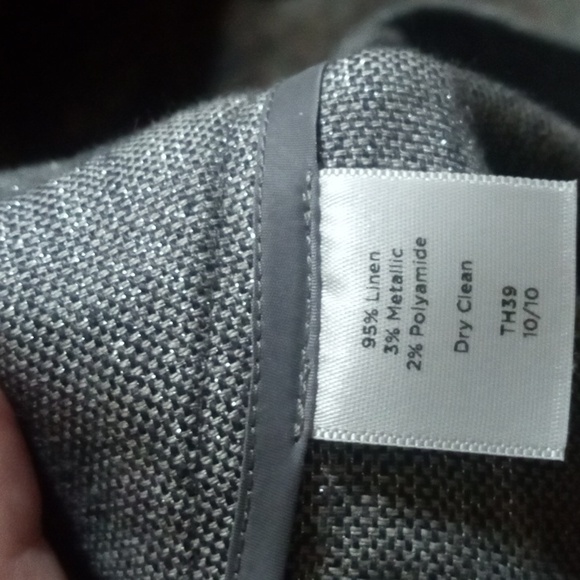 95% Linen
3% Metallic
2% Polyamide
Dry Clean
TH39
10/10